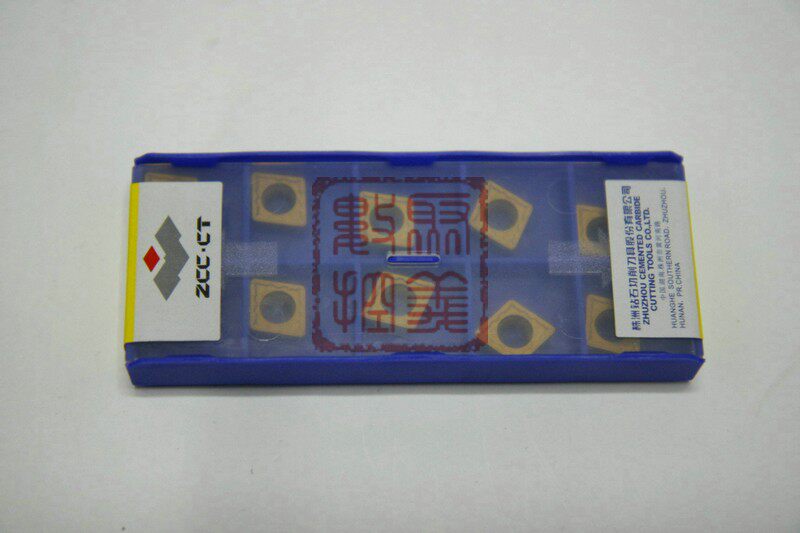 ZCC·CT
株洲钻石切削刀具股份有限公司
ZHUZHOU CEMENTED CARBIDE
CUTTING TOOLS CO.,LTD.
HUANGHE SOUTHERN ROAD, ZHUZHOU,
HUNAN, PR.CHINA